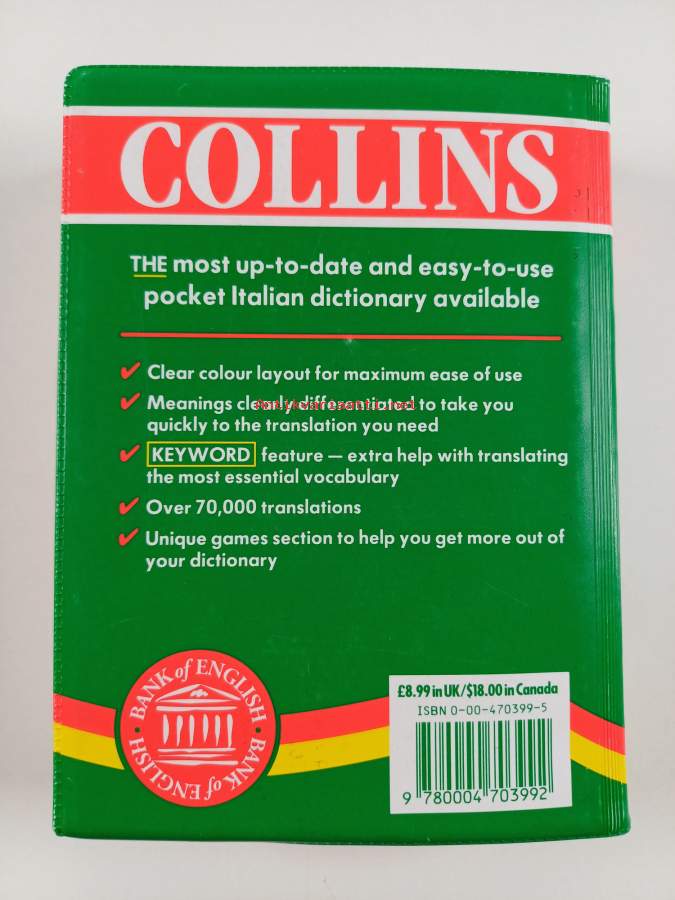 COLLINS
THE most up-to-date and easy-to-use
pocket Italian dictionary available
✔ Clear colour layout for maximum ease of use
✔ Meanings clearly differentiated to take you
quickly to the translation you need
✔ KEYWORD feature — extra help with translating
the most essential vocabulary
✔ Over 70,000 translations
✔ Unique games section to help you get more out of
your dictionary
BANK of ENGLISH · BANK of ENGLISH ·
£8.99 in UK/$18.00 in Canada
ISBN 0-00-470399-5
9 780004 703992